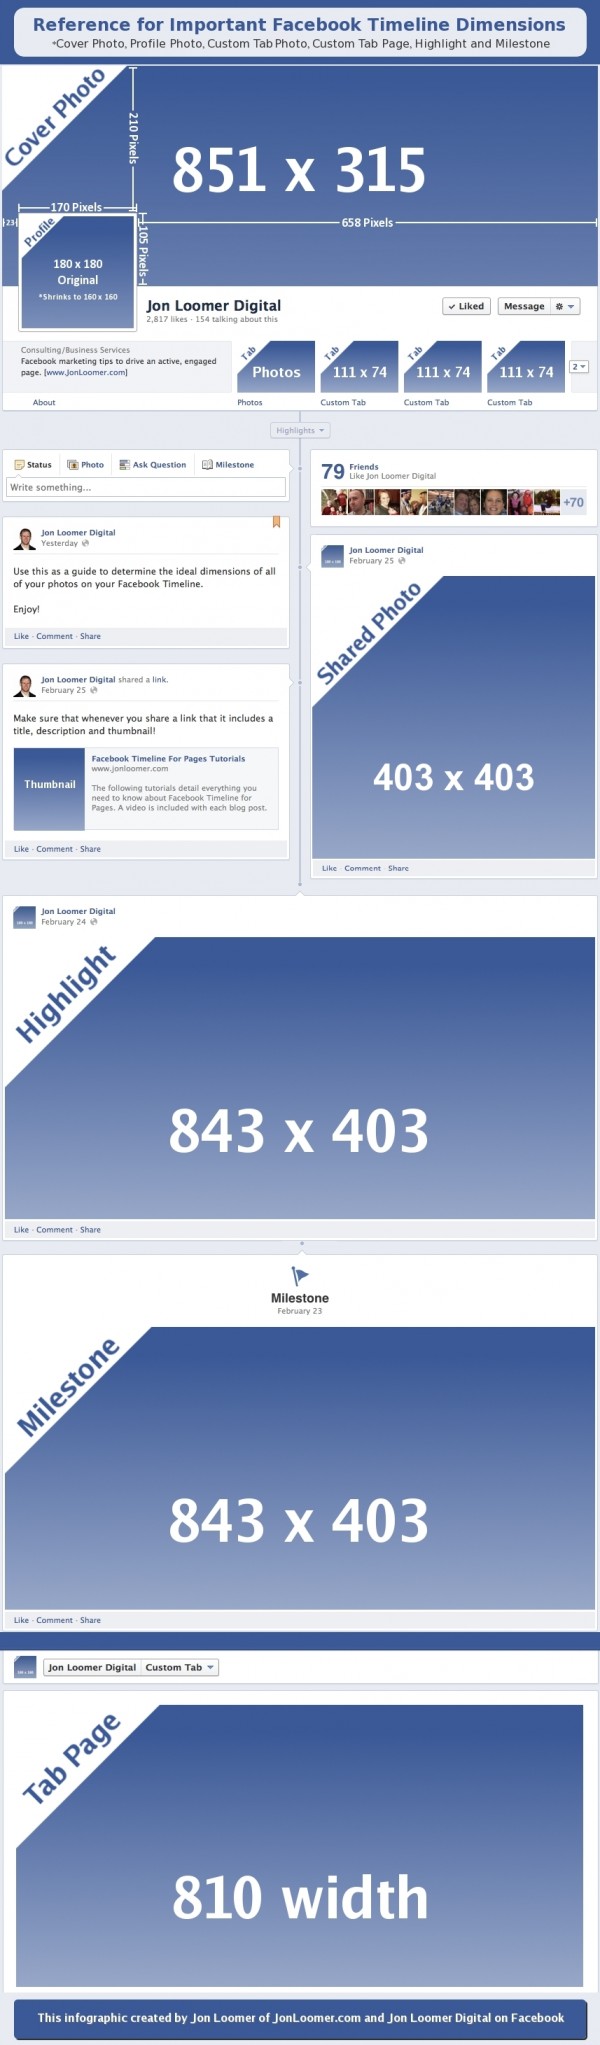 Reference for Important Facebook Timeline Dimensions
*Cover Photo, Profile Photo, Custom Tab Photo, Custom Tab Page, Highlight and Milestone
Cover Photo
210 Pixels
851 x 315
170 Pixels
23
105 Pixels
658 Pixels
Profile
180 x 180
Original
*Shrinks to 160 x 160
Jon Loomer Digital
2,817 likes · 154 talking about this
Liked
Message
Consulting/Business Services
Facebook marketing tips to drive an active, engaged
page. [www.JonLoomer.com]
About
Tab
Photos
Photos
Tab
111 x 74
Custom Tab
Tab
111 x 74
Custom Tab
Tab
111 x 74
Custom Tab
2
Highlights
Status
Photo
Ask Question
Milestone
Write something...
79 Friends
Like Jon Loomer Digital
+70
Jon Loomer Digital
Yesterday
Use this as a guide to determine the ideal dimensions of all
of your photos on your Facebook Timeline.
Enjoy!
Like · Comment · Share
Jon Loomer Digital
February 25
Shared Photo
403 x 403
Like Comment · Share
Jon Loomer Digital shared a link.
February 25
Make sure that whenever you share a link that it includes a
title, description and thumbnail!
Thumbnail
Facebook Timeline For Pages Tutorials
www.jonloomer.com
The following tutorials detail everything you
need to know about Facebook Timeline for
Pages. A video is included with each blog post.
Like · Comment · Share
Jon Loomer Digital
February 24
Highlight
843 x 403
Like · Comment · Share
Milestone
February 23
Milestone
843 x 403
Like · Comment · Share
Jon Loomer Digital
Custom Tab
Tab Page
810 width
This infographic created by Jon Loomer of JonLoomer.com and Jon Loomer Digital on Facebook